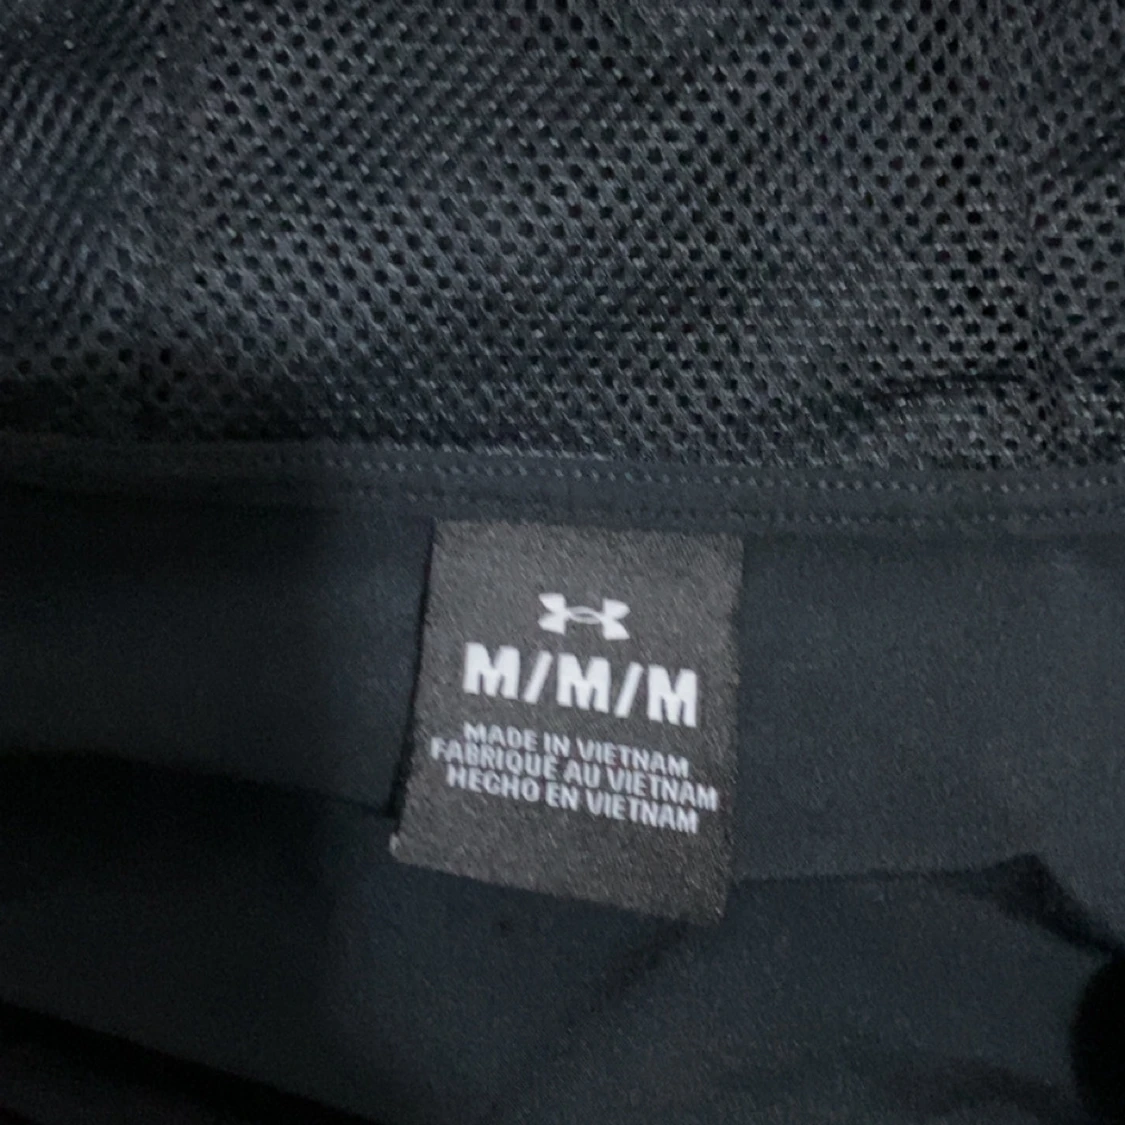 M/M/M
MADE IN VIETNAM
FABRIQUÉ AU VIETNAM
HECHO EN VIETNAM